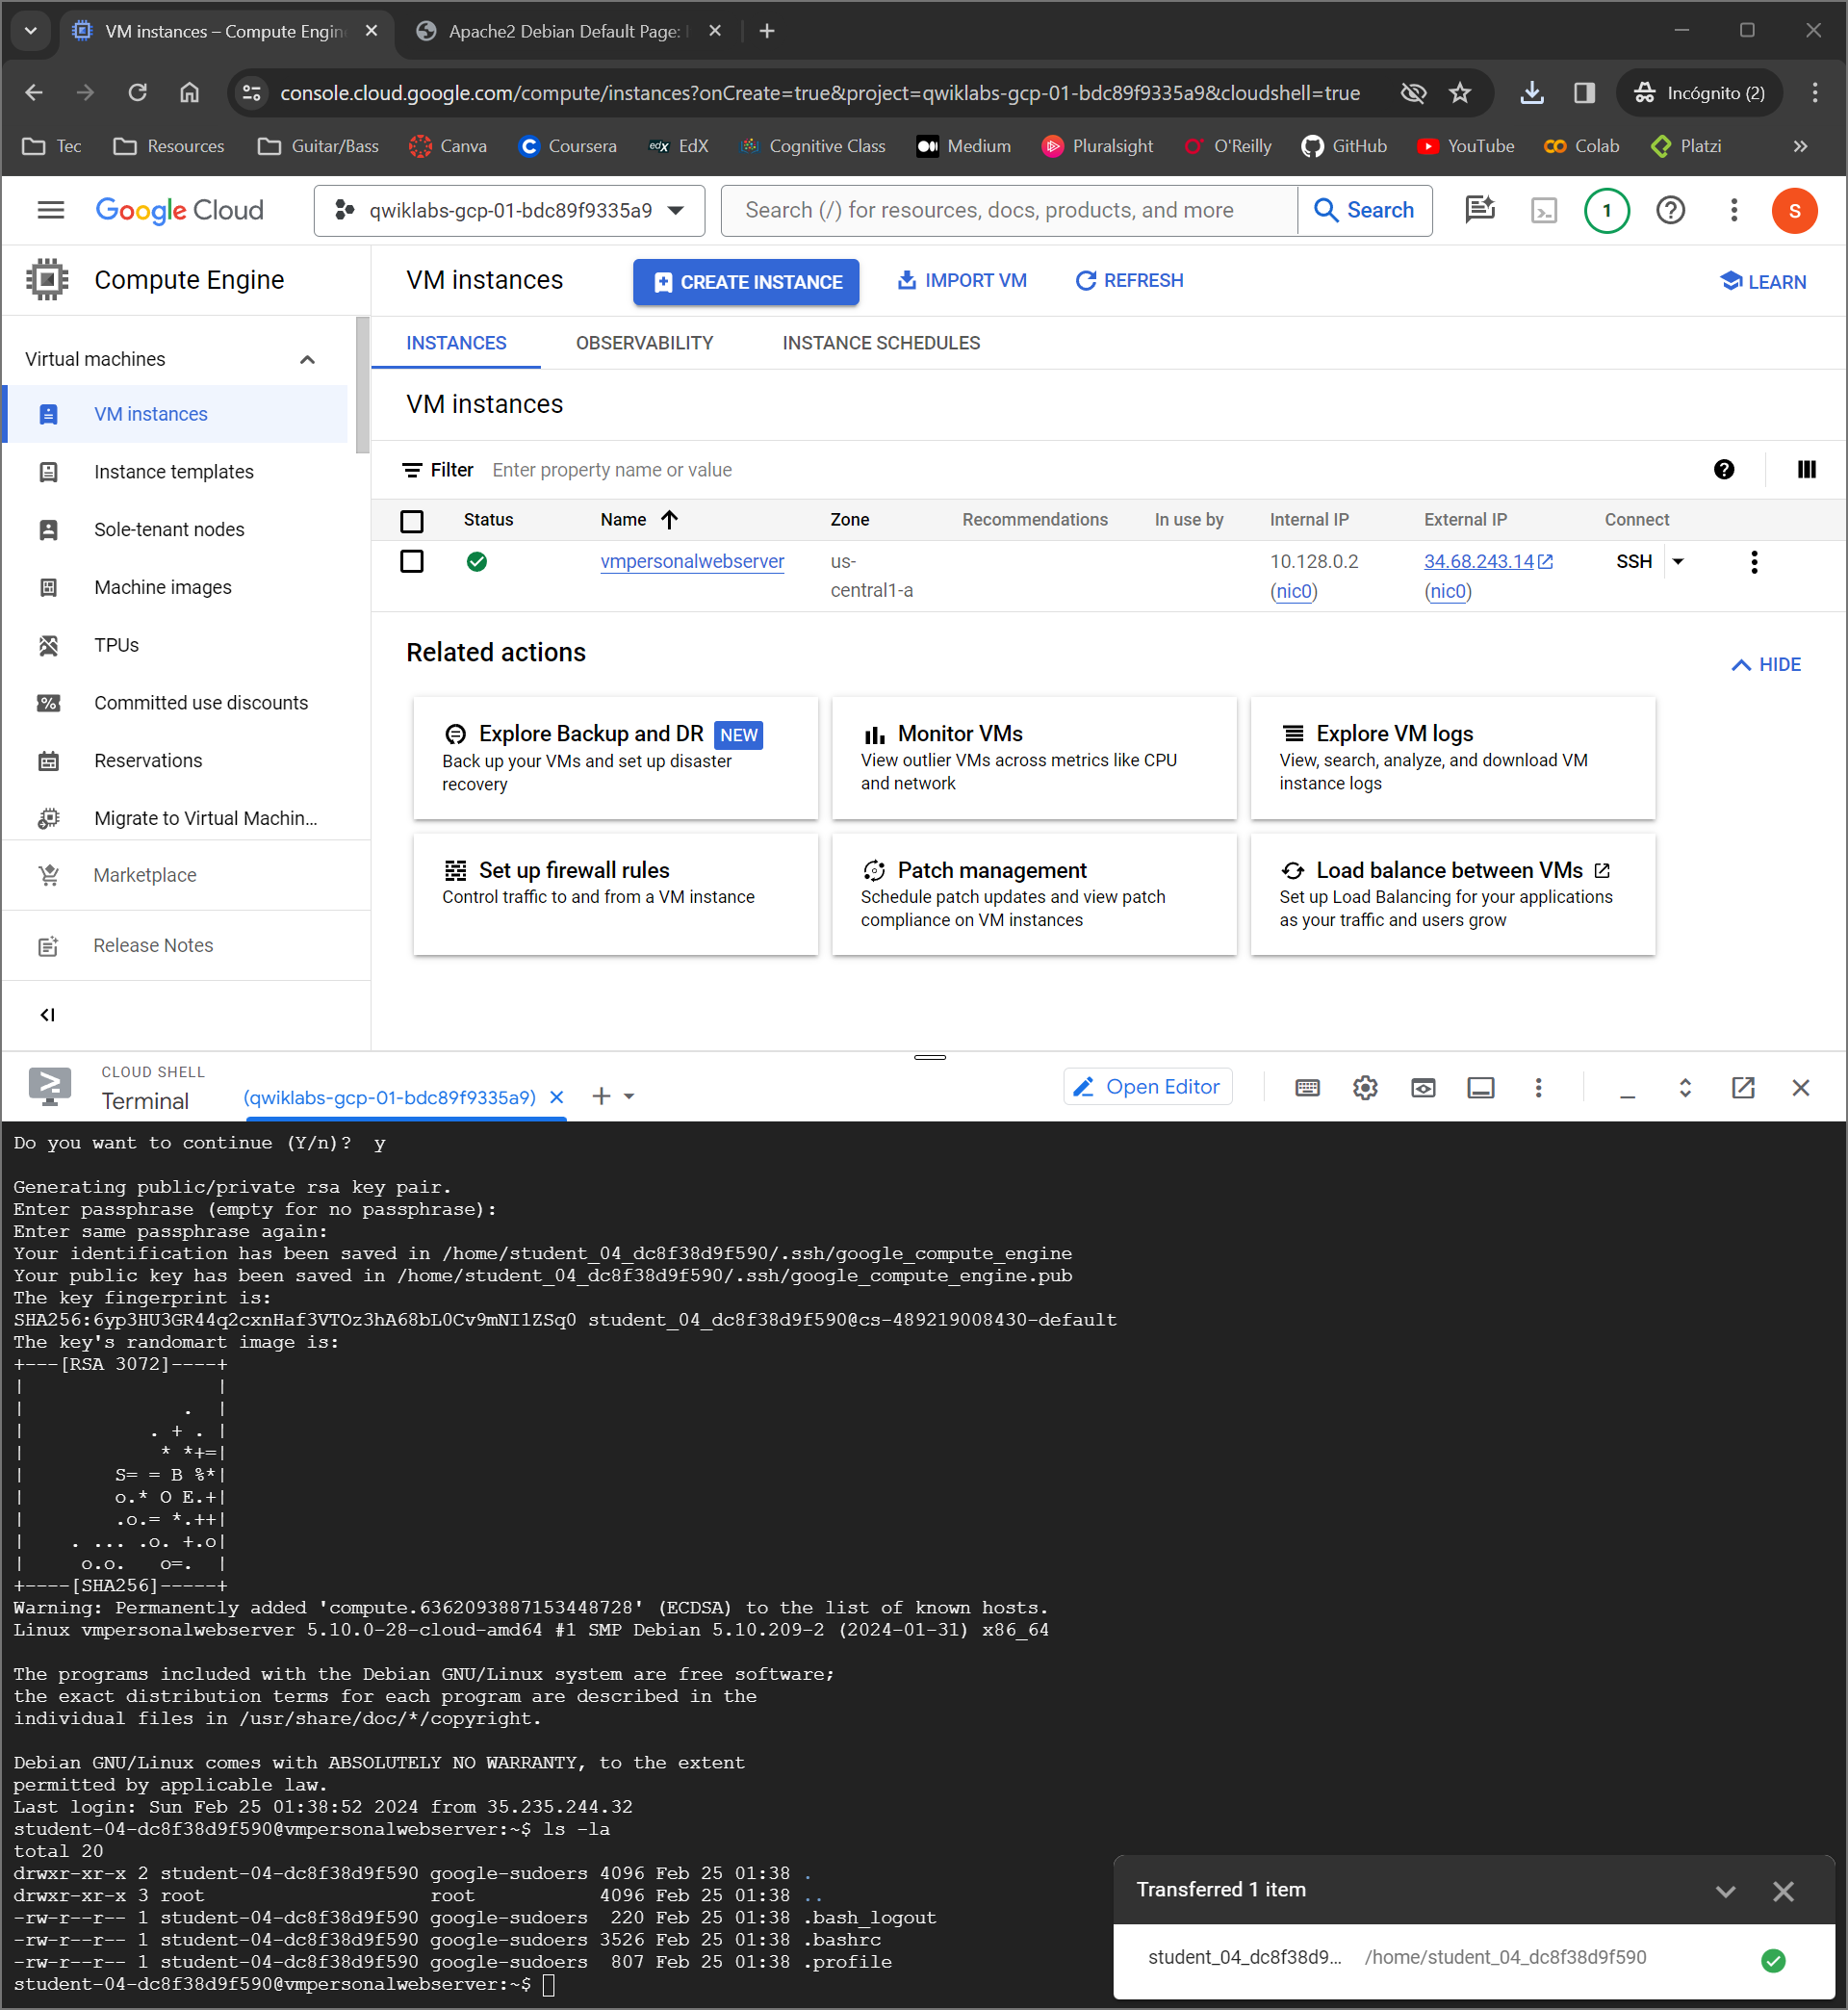 VM instances – Compute Engin
Apache2 Debian Default Page:
console.cloud.google.com/compute/instances?onCreate=true&project=qwiklabs-gcp-01-bdc89f9335a9&cloudshell=true
Incógnito (2)
Tec
Resources
Guitar/Bass
Canva
Coursera
edX EdX
Cognitive Class
Medium
Pluralsight
O'Reilly
GitHub
YouTube
Colab
Platzi
Google Cloud
qwiklabs-gcp-01-bdc89f9335a9
Search (/) for resources, docs, products, and more
Search
1
S
Compute Engine
VM instances
CREATE INSTANCE
IMPORT VM
REFRESH
LEARN
Virtual machines
VM instances
Instance templates
Sole-tenant nodes
Machine images
TPUs
Committed use discounts
Reservations
Migrate to Virtual Machin...
Marketplace
Release Notes
INSTANCES
OBSERVABILITY
INSTANCE SCHEDULES
VM instances
Filter Enter property name or value
Status Name Zone Recommendations In use by Internal IP External IP Connect
vmpersonalwebserver us- 10.128.0.2 34.68.243.14 SSH
central1-a (nic0) (nic0)
Related actions
HIDE
Explore Backup and DR NEW
Back up your VMs and set up disaster
recovery
Monitor VMs
View outlier VMs across metrics like CPU
and network
Explore VM logs
View, search, analyze, and download VM
instance logs
Set up firewall rules
Control traffic to and from a VM instance
Patch management
Schedule patch updates and view patch
compliance on VM instances
Load balance between VMs
Set up Load Balancing for your applications
as your traffic and users grow
CLOUD SHELL
Terminal
(qwiklabs-gcp-01-bdc89f9335a9)
Open Editor
Do you want to continue (Y/n)?  y
Generating public/private rsa key pair.
Enter passphrase (empty for no passphrase):
Enter same passphrase again:
Your identification has been saved in /home/student_04_dc8f38d9f590/.ssh/google_compute_engine
Your public key has been saved in /home/student_04_dc8f38d9f590/.ssh/google_compute_engine.pub
The key fingerprint is:
SHA256:6yp3HU3GR44q2cxnHaf3VTOz3hA68bL0Cv9mNI1ZSq0 student_04_dc8f38d9f590@cs-489219008430-default
The key's randomart image is:
+---[RSA 3072]----+
|                 |
|              .  |
|           . + . |
|            * *+=|
|        S= = B %*|
|        o.* O E.+|
|        .o.= *.++|
|    . ... .o. +.o|
|     o.o.   o=.  |
+----[SHA256]-----+
Warning: Permanently added 'compute.6362093887153448728' (ECDSA) to the list of known hosts.
Linux vmpersonalwebserver 5.10.0-28-cloud-amd64 #1 SMP Debian 5.10.209-2 (2024-01-31) x86_64
The programs included with the Debian GNU/Linux system are free software;
the exact distribution terms for each program are described in the
individual files in /usr/share/doc/*/copyright.
Debian GNU/Linux comes with ABSOLUTELY NO WARRANTY, to the extent
permitted by applicable law.
Last login: Sun Feb 25 01:38:52 2024 from 35.235.244.32
student-04-dc8f38d9f590@vmpersonalwebserver:~$ ls -la
total 20
drwxr-xr-x 2 student-04-dc8f38d9f590 google-sudoers 4096 Feb 25 01:38 .
drwxr-xr-x 3 root                    root           4096 Feb 25 01:38 ..
-rw-r--r-- 1 student-04-dc8f38d9f590 google-sudoers  220 Feb 25 01:38 .bash_logout
-rw-r--r-- 1 student-04-dc8f38d9f590 google-sudoers 3526 Feb 25 01:38 .bashrc
-rw-r--r-- 1 student-04-dc8f38d9f590 google-sudoers  807 Feb 25 01:38 .profile
student-04-dc8f38d9f590@vmpersonalwebserver:~$
Transferred 1 item
student_04_dc8f38d9... /home/student_04_dc8f38d9f590